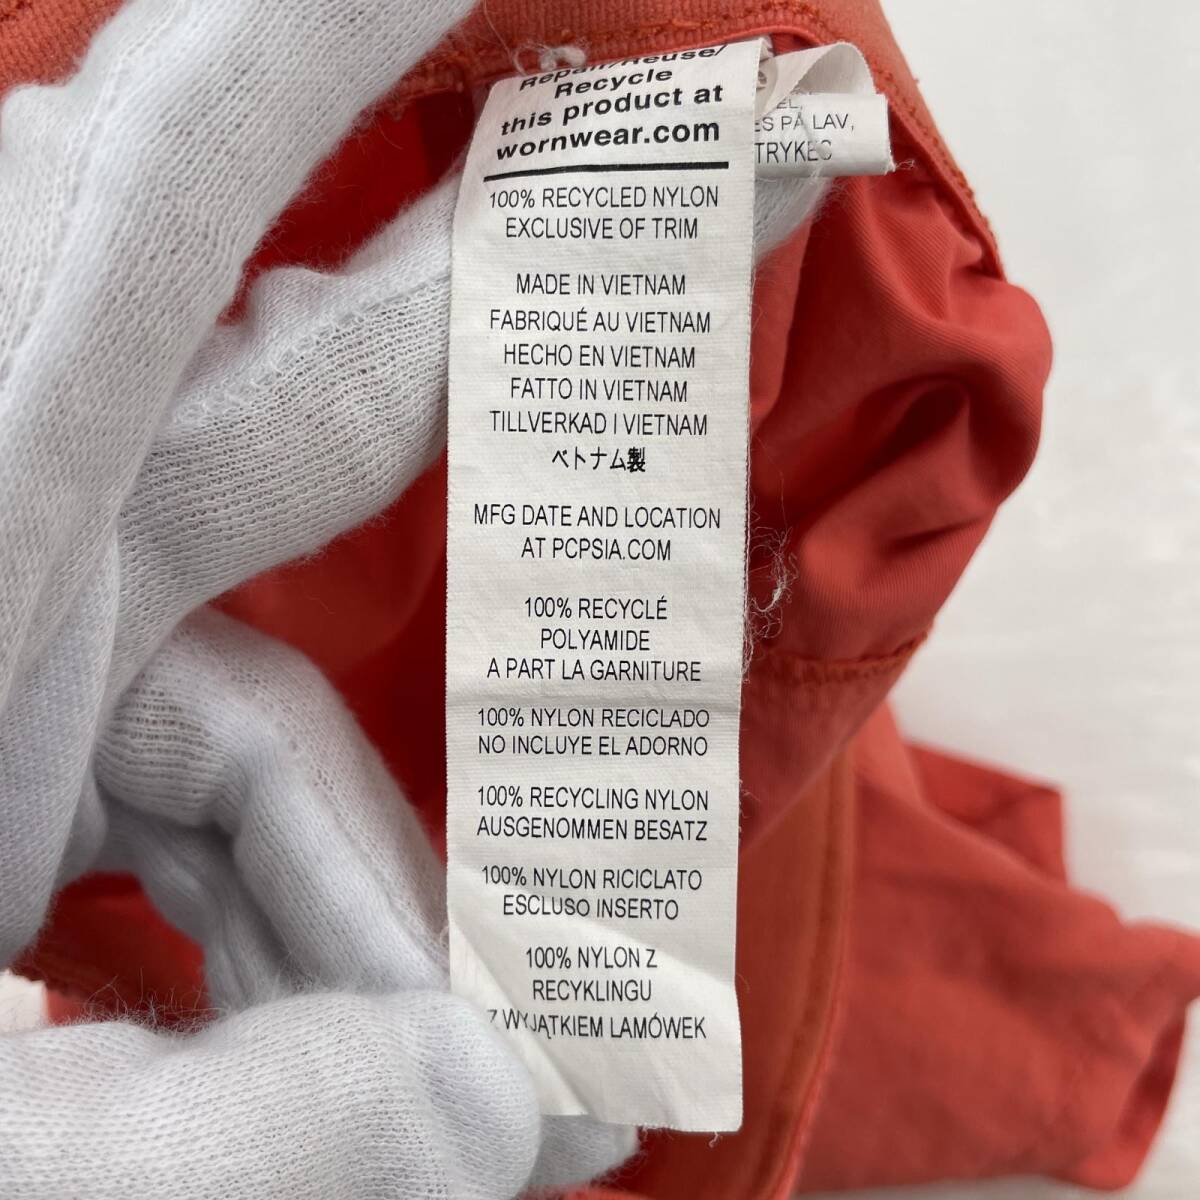 Repair/Reuse/
Recycle
this product at
wornwear.com
100% RECYCLED NYLON
EXCLUSIVE OF TRIM
MADE IN VIETNAM
FABRIQUÉ AU VIETNAM
HECHO EN VIETNAM
FATTO IN VIETNAM
TILLVERKAD I VIETNAM
ベトナム製
MFG DATE AND LOCATION
AT PCPSIA.COM
100% RECYCLÉ
POLYAMIDE
A PART LA GARNITURE
100% NYLON RECICLADO
NO INCLUYE EL ADORNO
100% RECYCLING NYLON
AUSGENOMMEN BESATZ
100% NYLON RICICLATO
ESCLUSO INSERTO
100% NYLON Z
RECYKLINGU
Z WYJĄTKIEM LAMÓWEK
PÅ LAV,